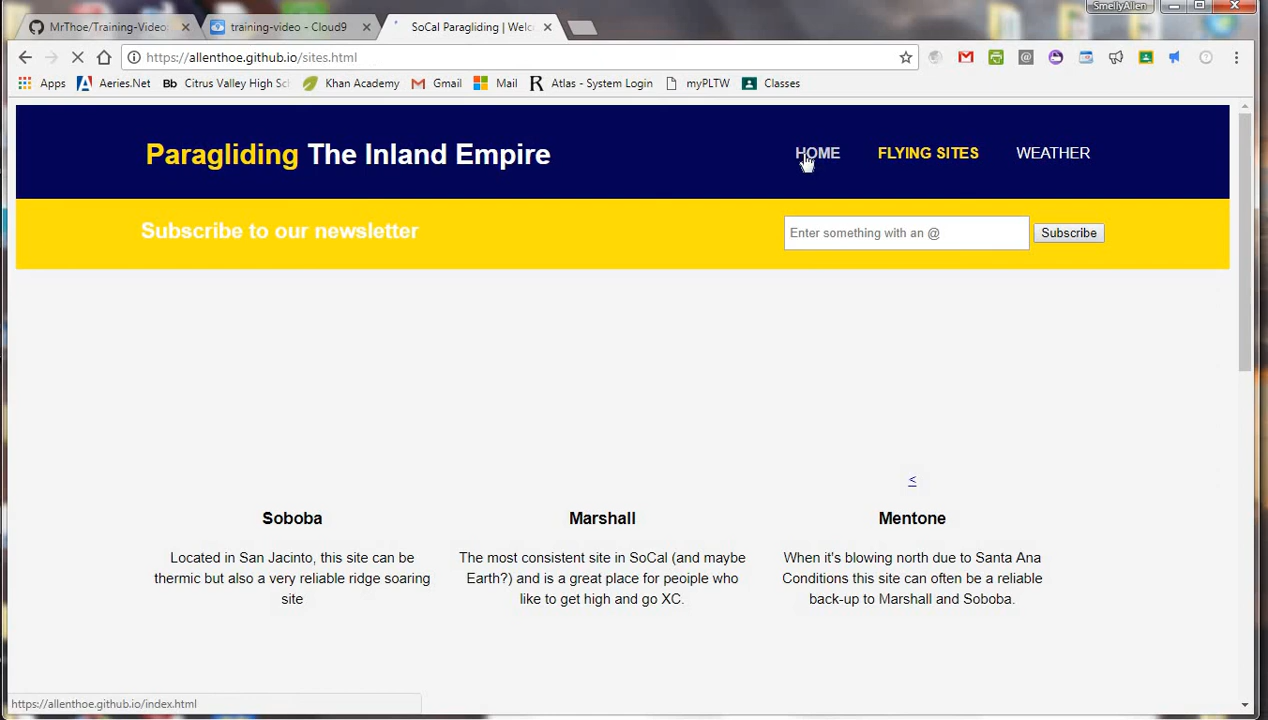 SmellyAllen
MrThoe/Training-Video
training-video - Cloud9
SoCal Paragliding | Welc
https://allenthoe.github.io/sites.html
Apps Aeries.Net Bb Citrus Valley High Sch Khan Academy Gmail Mail R Atlas - System Login myPLTW Classes
Paragliding The Inland Empire
HOME FLYING SITES WEATHER
Subscribe to our newsletter
Enter something with an @
Subscribe
<
Soboba
Located in San Jacinto, this site can be
thermic but also a very reliable ridge soaring
site
Marshall
The most consistent site in SoCal (and maybe
Earth?) and is a great place for peiople who
like to get high and go XC.
Mentone
When it's blowing north due to Santa Ana
Conditions this site can often be a reliable
back-up to Marshall and Soboba.
https://allenthoe.github.io/index.html